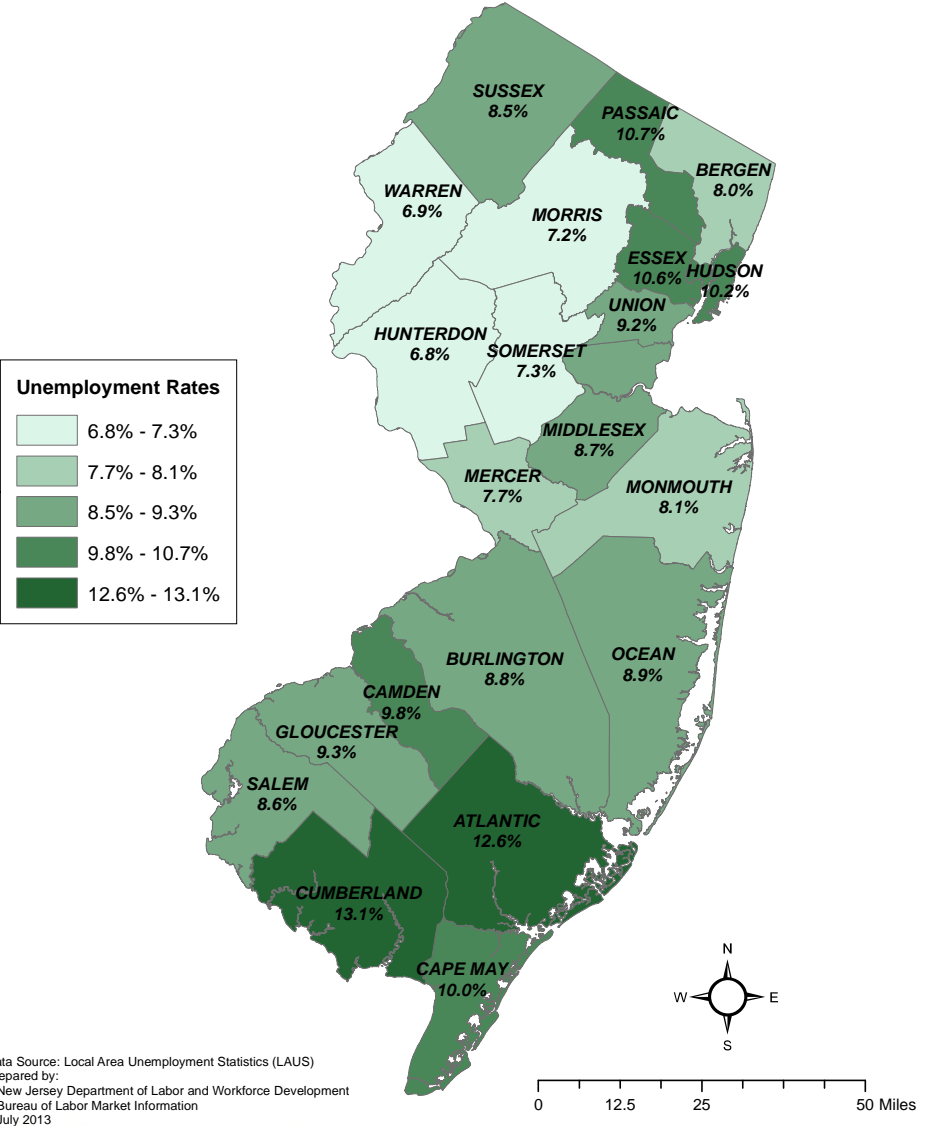 SUSSEX
8.5%
PASSAIC
10.7%
BERGEN
8.0%
WARREN
6.9%
MORRIS
7.2%
ESSEX
10.6%
HUDSON
10.2%
UNION
9.2%
HUNTERDON
6.8%
SOMERSET
7.3%
Unemployment Rates
6.8% - 7.3%
7.7% - 8.1%
8.5% - 9.3%
9.8% - 10.7%
12.6% - 13.1%
MIDDLESEX
8.7%
MERCER
7.7%
MONMOUTH
8.1%
BURLINGTON
8.8%
OCEAN
8.9%
CAMDEN
9.8%
GLOUCESTER
9.3%
SALEM
8.6%
ATLANTIC
12.6%
CUMBERLAND
13.1%
CAPE MAY
10.0%
N
W E
S
ata Source: Local Area Unemployment Statistics (LAUS)
epared by:
New Jersey Department of Labor and Workforce Development
Bureau of Labor Market Information
July 2013
0 12.5 25 50 Miles